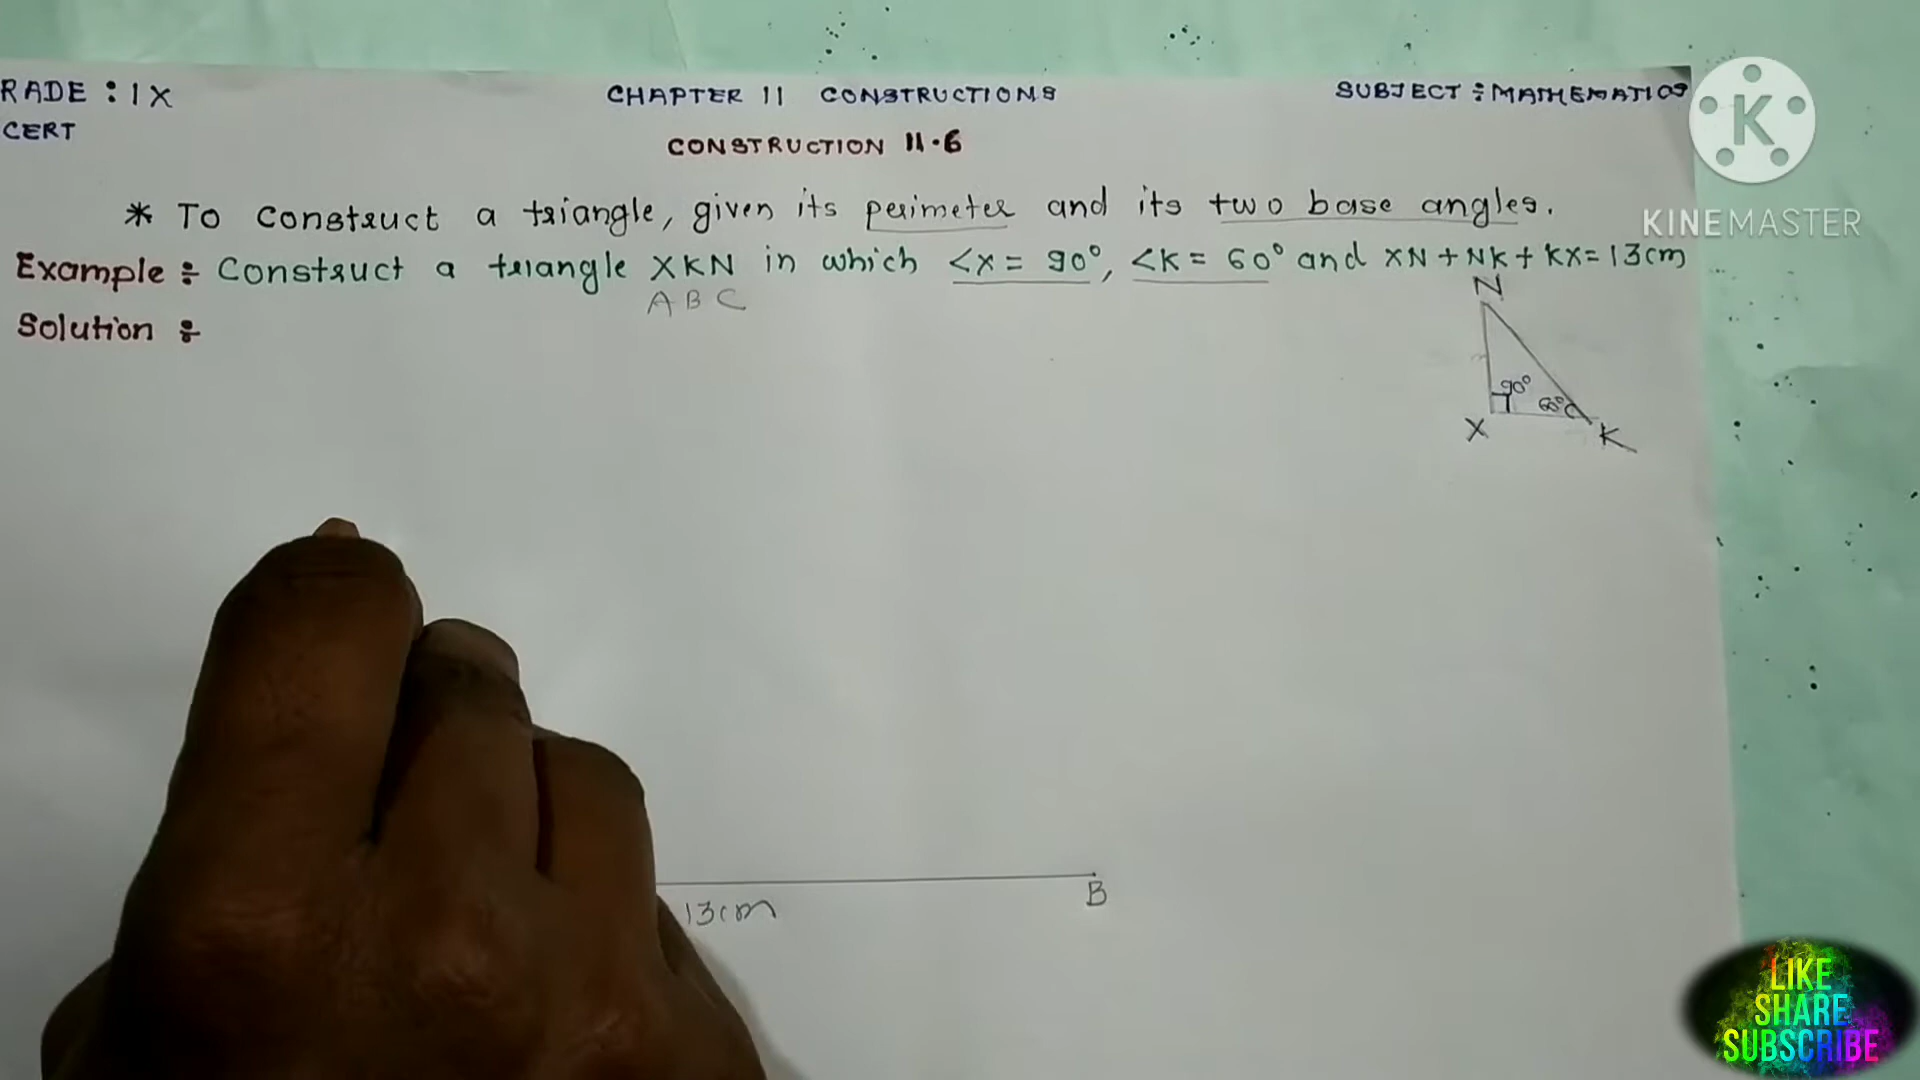 RADE : IX
CHAPTER 11 CONSTRUCTIONS
SUBJECT : MATHEMATICS
CERT
CONSTRUCTION 11.6
* To construct a triangle, given its perimeter and its two base angles.
Example : Construct a triangle XKN in which <X = 90°, <K = 60° and XN + NK + KX = 13cm
A B C
Solution :
N
90°
60°
X
K
13cm
B
K
KINEMASTER
LIKE
SHARE
SUBSCRIBE